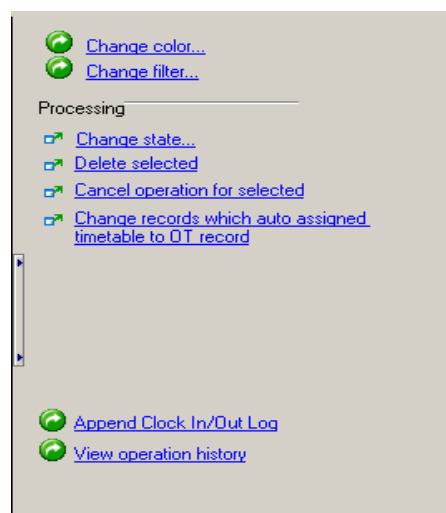 Change color...
Change filter...
Processing
Change state...
Delete selected
Cancel operation for selected
Change records which auto assigned
timetable to OT record
Append Clock In/Out Log
View operation history